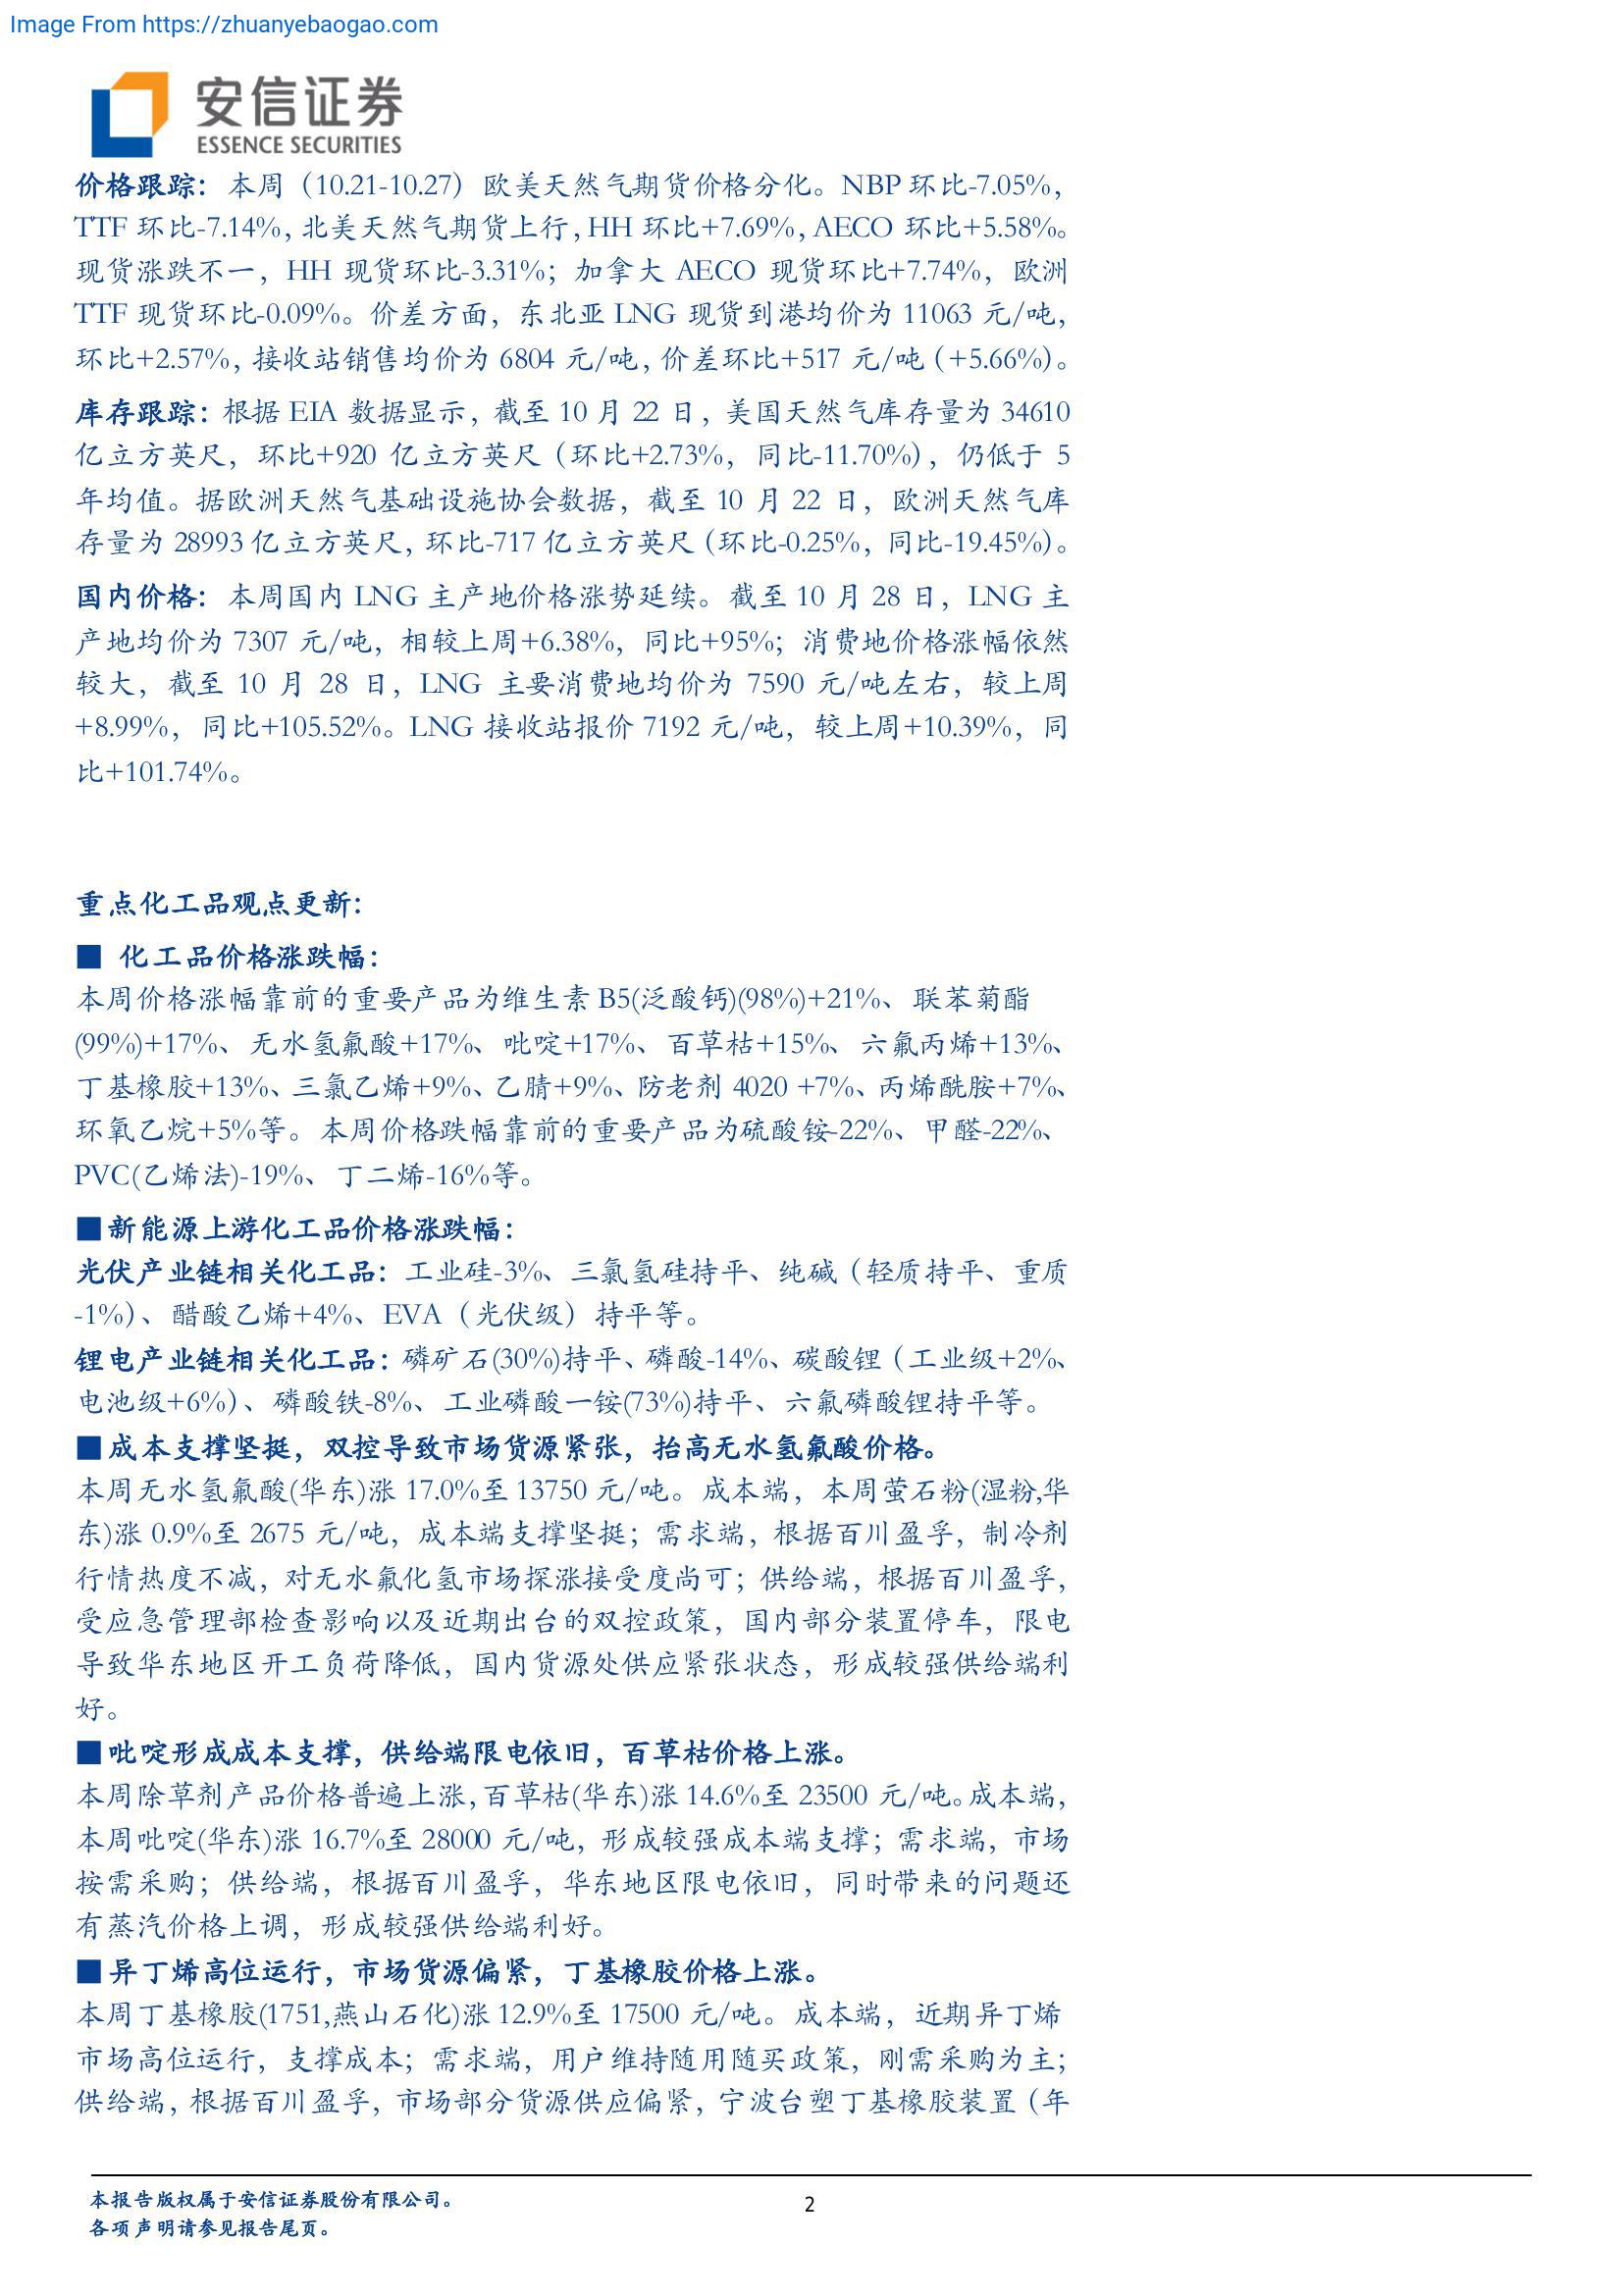 Image From https://zhuanyebaogao.com
安信证券
ESSENCE SECURITIES
价格跟踪：本周（10.21-10.27）欧美天然气期货价格分化。NBP 环比-7.05%，
TTF 环比-7.14%，北美天然气期货上行，HH 环比+7.69%，AECO 环比+5.58%。
现货涨跌不一，HH 现货环比-3.31%；加拿大 AECO 现货环比+7.74%，欧洲
TTF 现货环比-0.09%。价差方面，东北亚 LNG 现货到港均价为 11063 元/吨，
环比+2.57%，接收站销售均价为 6804 元/吨，价差环比+517 元/吨（+5.66%）。
库存跟踪：根据 EIA 数据显示，截至 10 月 22 日，美国天然气库存量为 34610
亿立方英尺，环比+920 亿立方英尺（环比+2.73%，同比-11.70%），仍低于 5
年均值。据欧洲天然气基础设施协会数据，截至 10 月 22 日，欧洲天然气库
存量为 28993 亿立方英尺，环比-717 亿立方英尺（环比-0.25%，同比-19.45%）。
国内价格：本周国内 LNG 主产地价格涨势延续。截至 10 月 28 日，LNG 主
产地均价为 7307 元/吨，相较上周+6.38%，同比+95%；消费地价格涨幅依然
较大，截至 10 月 28 日，LNG 主要消费地均价为 7590 元/吨左右，较上周
+8.99%，同比+105.52%。LNG 接收站报价 7192 元/吨，较上周+10.39%，同
比+101.74%。
重点化工品观点更新：
■ 化工品价格涨跌幅：
本周价格涨幅靠前的重要产品为维生素 B5(泛酸钙)(98%)+21%、联苯菊酯
(99%)+17%、无水氢氟酸+17%、吡啶+17%、百草枯+15%、六氟丙烯+13%、
丁基橡胶+13%、三氯乙烯+9%、乙腈+9%、防老剂 4020 +7%、丙烯酰胺+7%、
环氧乙烷+5%等。本周价格跌幅靠前的重要产品为硫酸铵-22%、甲醛-22%、
PVC(乙烯法)-19%、丁二烯-16%等。
■新能源上游化工品价格涨跌幅：
光伏产业链相关化工品：工业硅-3%、三氯氢硅持平、纯碱（轻质持平、重质
-1%）、醋酸乙烯+4%、EVA（光伏级）持平等。
锂电产业链相关化工品：磷矿石(30%)持平、磷酸-14%、碳酸锂（工业级+2%、
电池级+6%）、磷酸铁-8%、工业磷酸一铵(73%)持平、六氟磷酸锂持平等。
■成本支撑坚挺，双控导致市场货源紧张，抬高无水氢氟酸价格。
本周无水氢氟酸(华东)涨 17.0%至 13750 元/吨。成本端，本周萤石粉(湿粉,华
东)涨 0.9%至 2675 元/吨，成本端支撑坚挺；需求端，根据百川盈孚，制冷剂
行情热度不减，对无水氟化氢市场探涨接受度尚可；供给端，根据百川盈孚，
受应急管理部检查影响以及近期出台的双控政策，国内部分装置停车，限电
导致华东地区开工负荷降低，国内货源处供应紧张状态，形成较强供给端利
好。
■吡啶形成成本支撑，供给端限电依旧，百草枯价格上涨。
本周除草剂产品价格普遍上涨，百草枯(华东)涨 14.6%至 23500 元/吨。成本端，
本周吡啶(华东)涨 16.7%至 28000 元/吨，形成较强成本端支撑；需求端，市场
按需采购；供给端，根据百川盈孚，华东地区限电依旧，同时带来的问题还
有蒸汽价格上调，形成较强供给端利好。
■异丁烯高位运行，市场货源偏紧，丁基橡胶价格上涨。
本周丁基橡胶(1751,燕山石化)涨 12.9%至 17500 元/吨。成本端，近期异丁烯
市场高位运行，支撑成本；需求端，用户维持随用随买政策，刚需采购为主；
供给端，根据百川盈孚，市场部分货源供应偏紧，宁波台塑丁基橡胶装置（年
本报告版权属于安信证券股份有限公司。
2
各项声明请参见报告尾页。